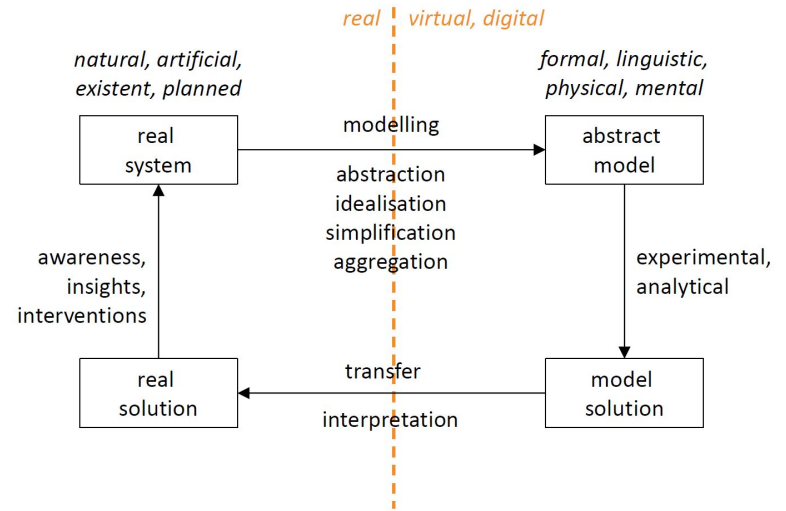 real
virtual, digital
natural, artificial,
existent, planned
formal, linguistic,
physical, mental
real
system
modelling
abstract
model
abstraction
idealisation
simplification
aggregation
awareness,
insights,
interventions
experimental,
analytical
real
solution
transfer
interpretation
model
solution